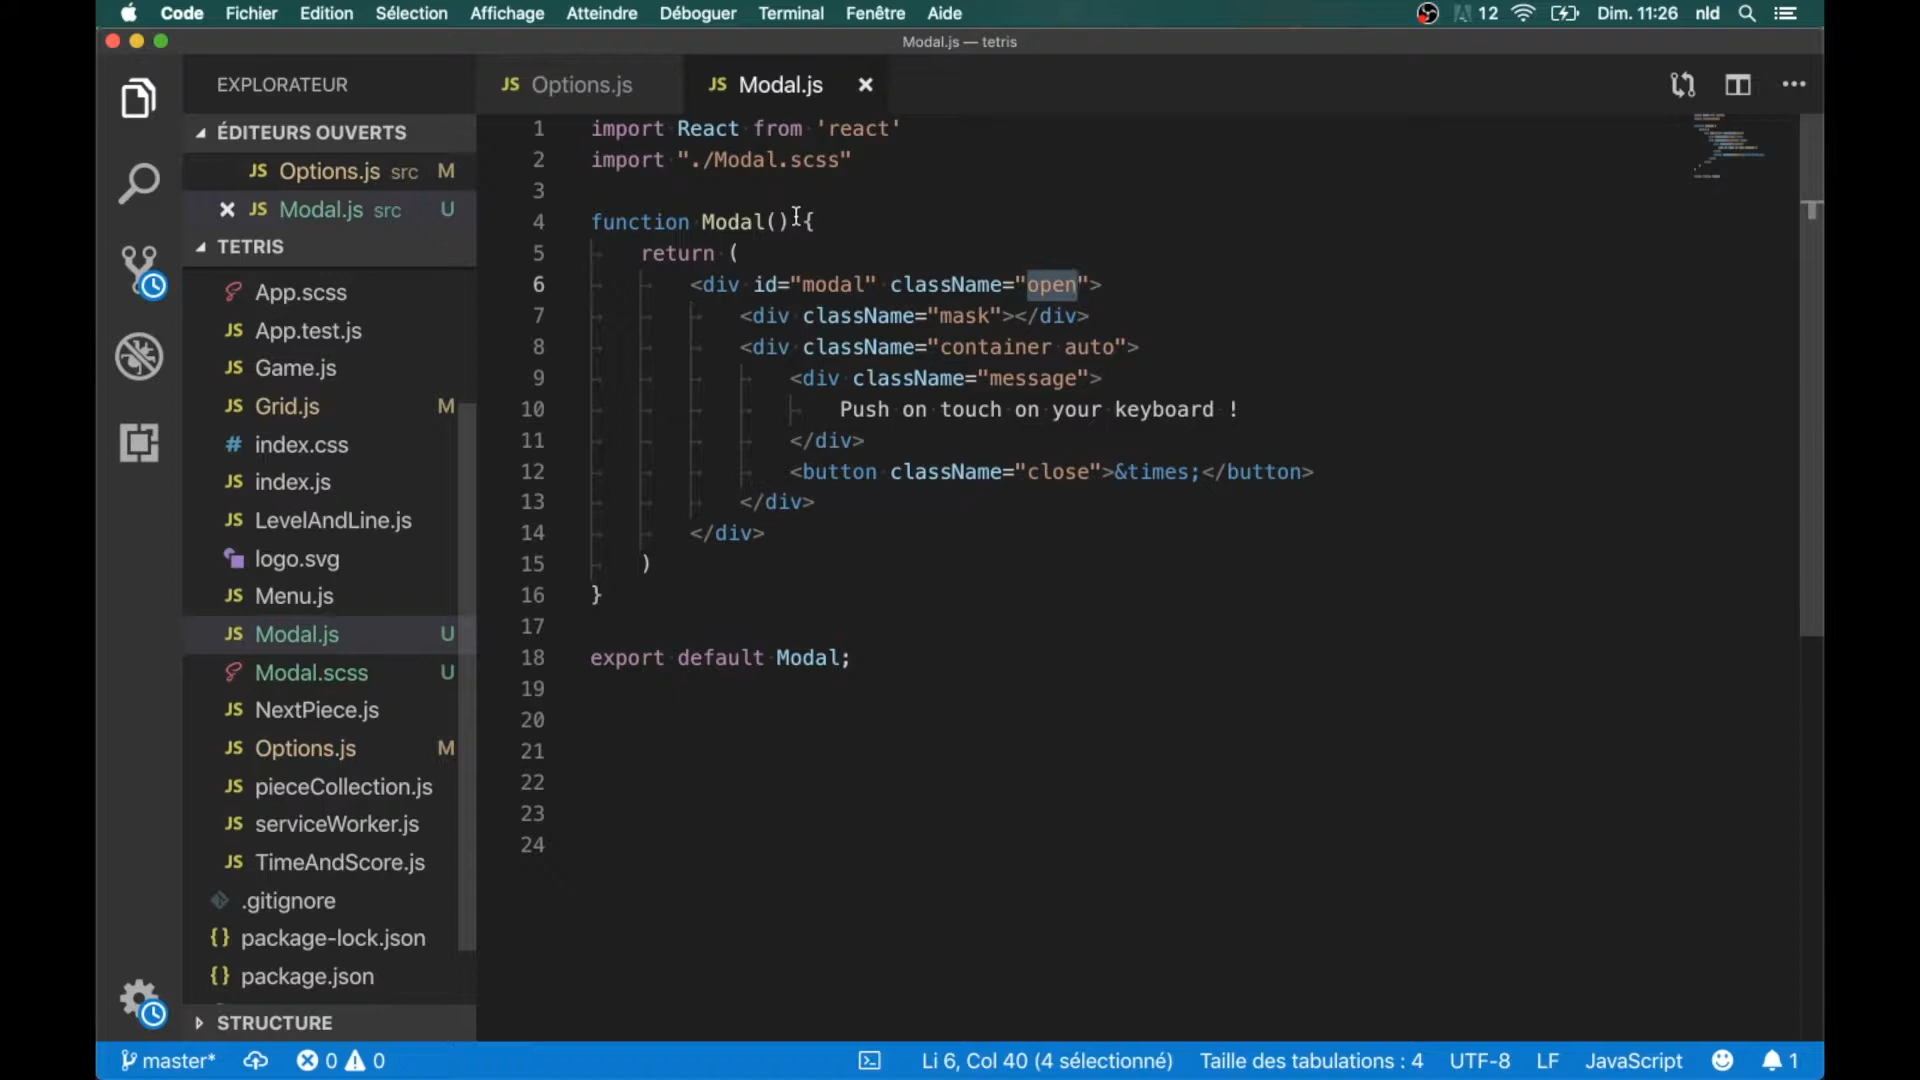 Code Fichier Edition Sélection Affichage Atteindre Déboguer Terminal Fenêtre Aide 12 Dim. 11:26 nld
Modal.js — tetris
EXPLORATEUR
JS Options.js
JS Modal.js
ÉDITEURS OUVERTS
JS Options.js src M
JS Modal.js src U
TETRIS
App.scss
JS App.test.js
JS Game.js
JS Grid.js M
# index.css
JS index.js
JS LevelAndLine.js
logo.svg
JS Menu.js
JS Modal.js U
Modal.scss U
JS NextPiece.js
JS Options.js M
JS pieceCollection.js
JS serviceWorker.js
JS TimeAndScore.js
.gitignore
{} package-lock.json
{} package.json
STRUCTURE
1 import React from 'react'
2 import "./Modal.scss"
3
4 function Modal() {
5 return (
6 <div id="modal" className="open">
7 <div className="mask"></div>
8 <div className="container auto">
9 <div className="message">
10 Push on touch on your keyboard !
11 </div>
12 <button className="close">&times;</button>
13 </div>
14 </div>
15 )
16 }
17
18 export default Modal;
19
20
21
22
23
24
master* 0 0 Li 6, Col 40 (4 sélectionné) Taille des tabulations : 4 UTF-8 LF JavaScript 1